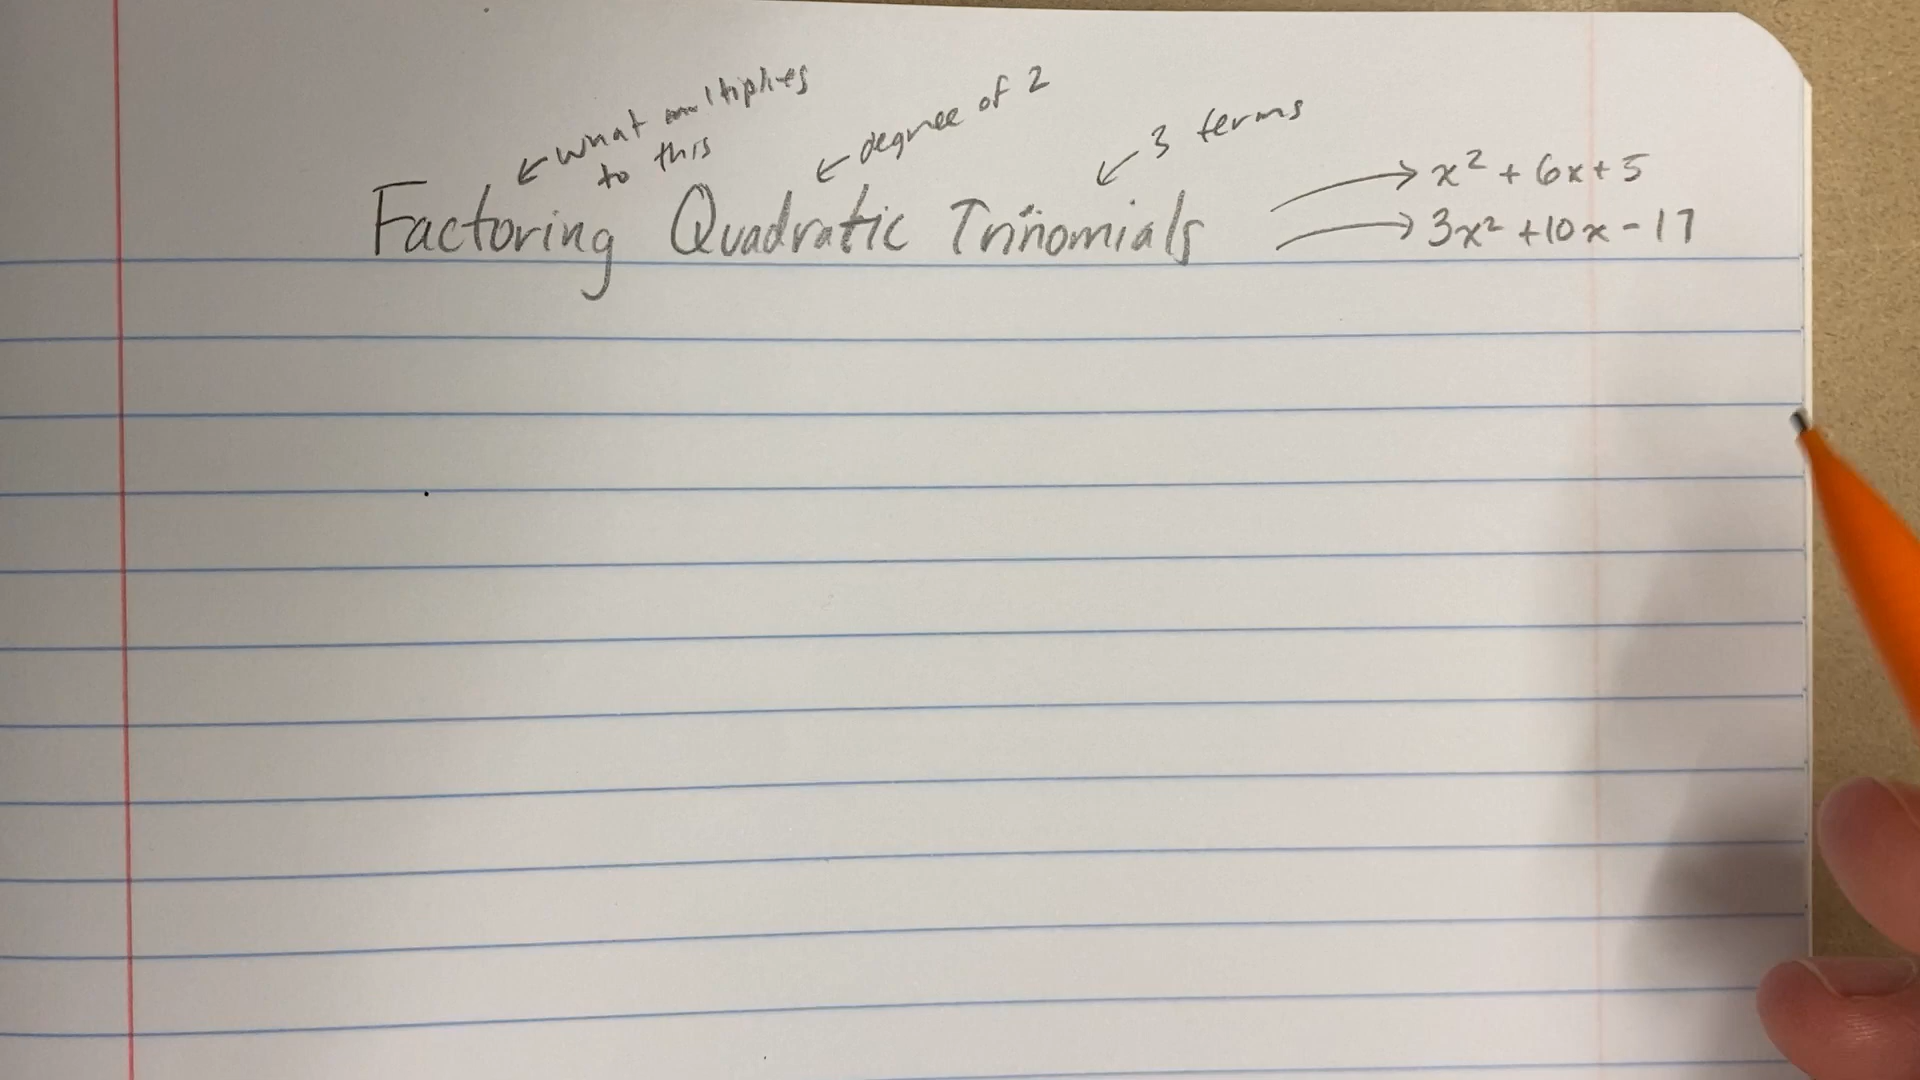 what multiplies
to this
degree of 2
3 terms
Factoring Quadratic Trinomials
x² + 6x + 5
3x² + 10x - 17